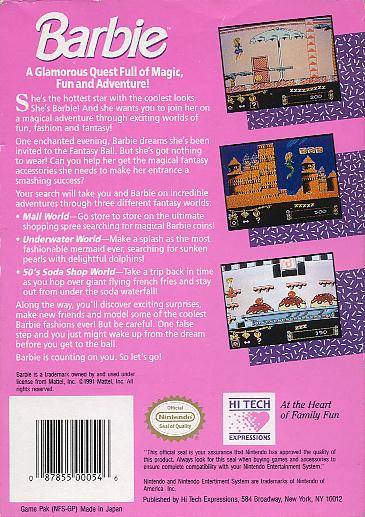 Barbie
A Glamorous Quest Full of Magic,
Fun and Adventure!
She's the hottest star with the coolest looks.
She's Barbie! And she wants you to join her on
a magical adventure through exciting worlds of
fun, fashion and fantasy!
One enchanted evening, Barbie dreams she's been
invited to the Fantasy Ball. But she's got nothing
to wear! Can you help her get the magical fantasy
accessories she needs to make her entrance a
smashing success?
Your search will take you and Barbie on incredible
adventures through three different fantasy worlds:
• Mall World—Go store to store on the ultimate
shopping spree searching for magical Barbie coins!
• Underwater World—Make a splash as the most
fashionable mermaid ever, searching for sunken
pearls with delightful dolphins!
• 50's Soda Shop World—Take a trip back in time
as you hop over giant flying french fries and stay
out from under the soda waterfall!
Along the way, you'll discover exciting surprises,
make new friends and model some of the coolest
Barbie fashions ever! But be careful. One false
step and you just might wake up from the dream
before you get to the ball.
Barbie is counting on you. So let's go!
Barbie is a trademark owned by and used under
license from Mattel, Inc. ©1991 Mattel, Inc. All
rights reserved.
0 87855 00054 6
Game Pak (NFS-GP) Made in Japan
Official
Nintendo
Seal of Quality
HI TECH
EXPRESSIONS
At the Heart
of Family Fun
"This official seal is your assurance that Nintendo has approved the quality of
this product. Always look for this seal when buying games and accessories to
ensure complete compatibility with your Nintendo Entertainment System."
Nintendo and Nintendo Entertainment System are trademarks of Nintendo of
America Inc.
Published by Hi Tech Expressions, 584 Broadway, New York, NY 10012